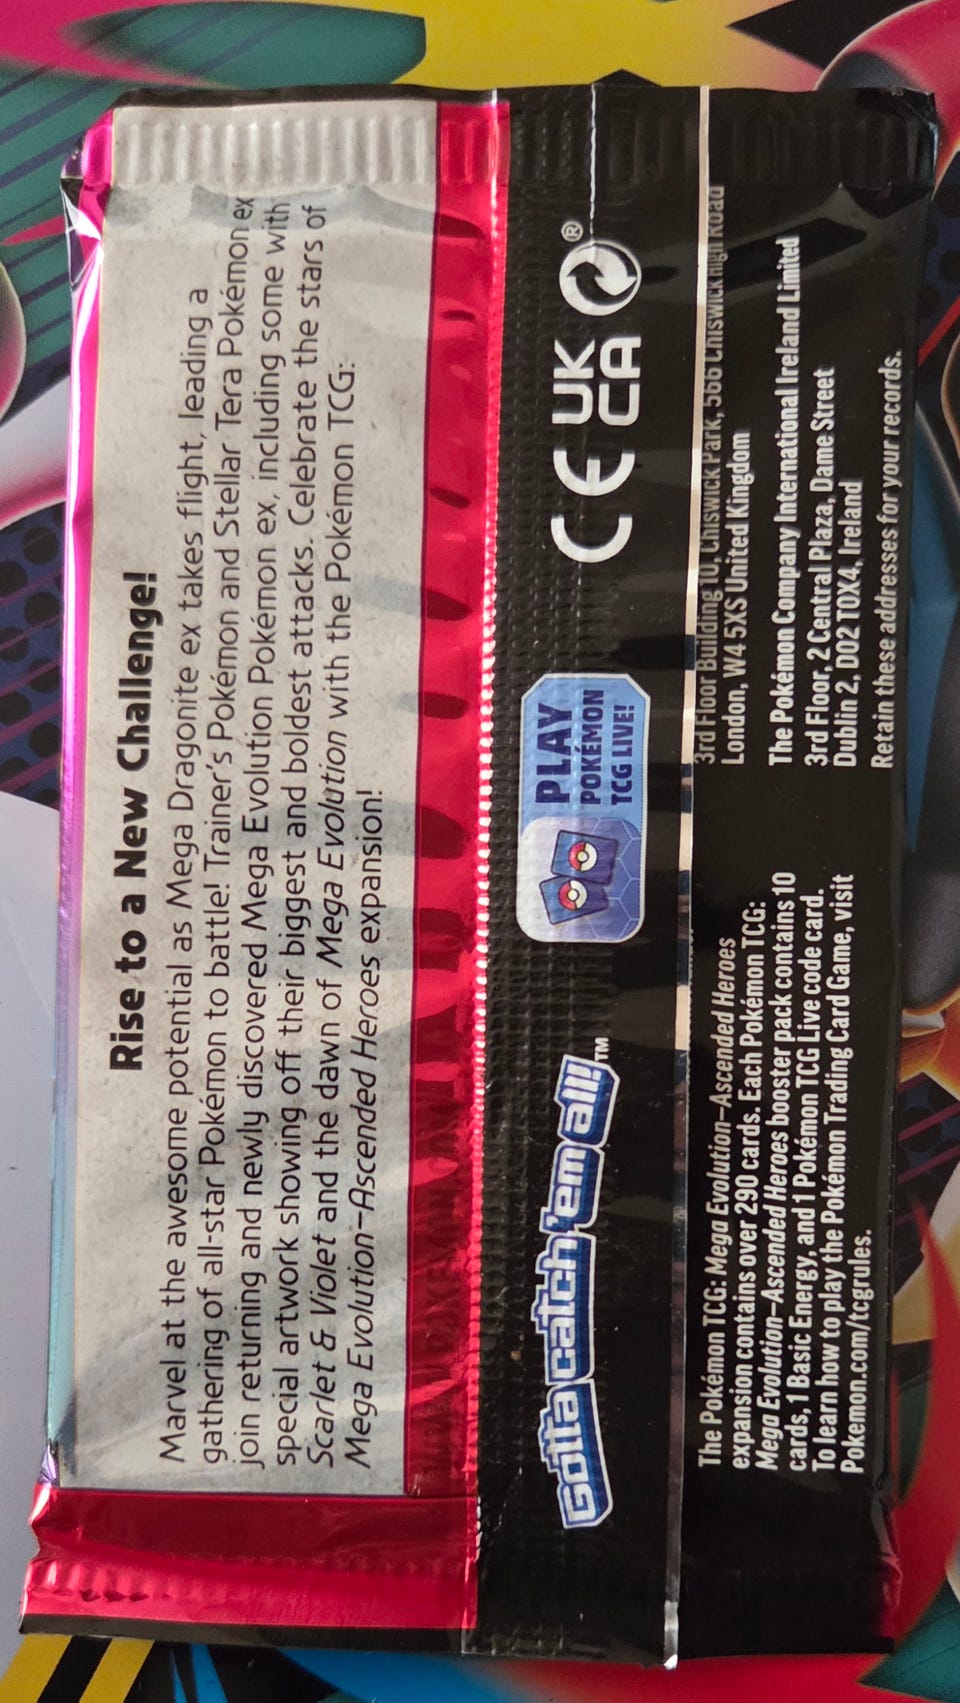 Rise to a New Challenge!
Marvel at the awesome potential as Mega Dragonite ex takes flight, leading a
gathering of all-star Pokémon to battle! Trainer's Pokémon and Stellar Tera Pokémon ex
join returning and newly discovered Mega Evolution Pokémon ex, including some with
special artwork showing off their biggest and boldest attacks. Celebrate the stars of
Scarlet & Violet and the dawn of Mega Evolution with the Pokémon TCG:
Mega Evolution—Ascended Heroes expansion!
Gotta catch 'em all!™
PLAY
POKÉMON
TCG LIVE!
CE
UK
CA
®
The Pokémon TCG: Mega Evolution—Ascended Heroes
expansion contains over 290 cards. Each Pokémon TCG:
Mega Evolution—Ascended Heroes booster pack contains 10
cards, 1 Basic Energy, and 1 Pokémon TCG Live code card.
To learn how to play the Pokémon Trading Card Game, visit
Pokemon.com/tcgrules.
3rd Floor Building 10, Chiswick Park, 566 Chiswick High Road
London, W4 5XS United Kingdom
The Pokémon Company International Ireland Limited
3rd Floor, 2 Central Plaza, Dame Street
Dublin 2, D02 T0X4, Ireland
Retain these addresses for your records.